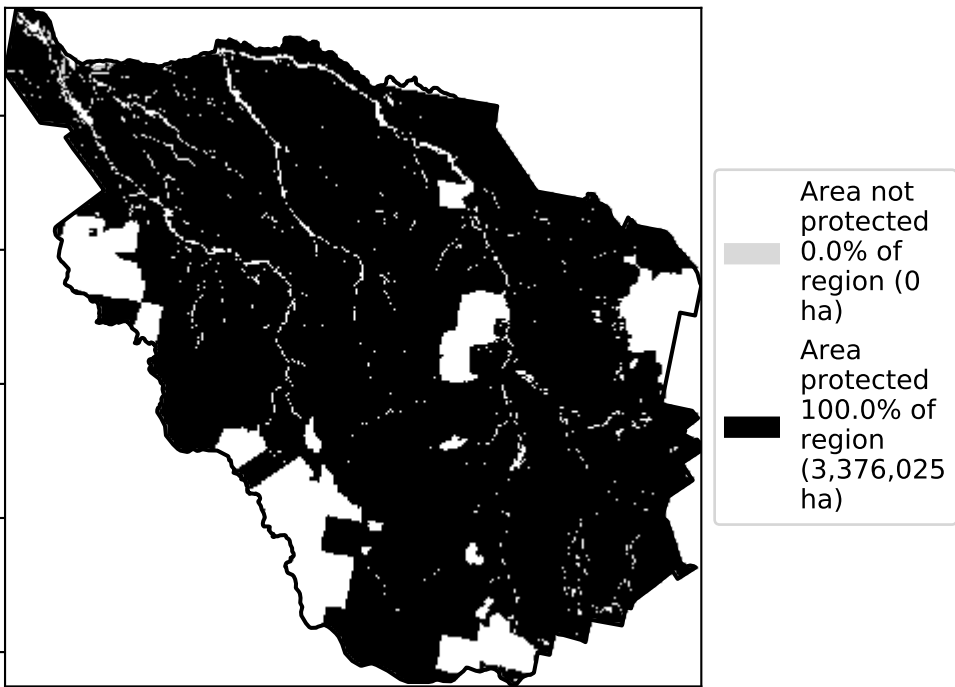 Area not
protected
0.0% of
region (0
ha)
Area
protected
100.0% of
region
(3,376,025
ha)